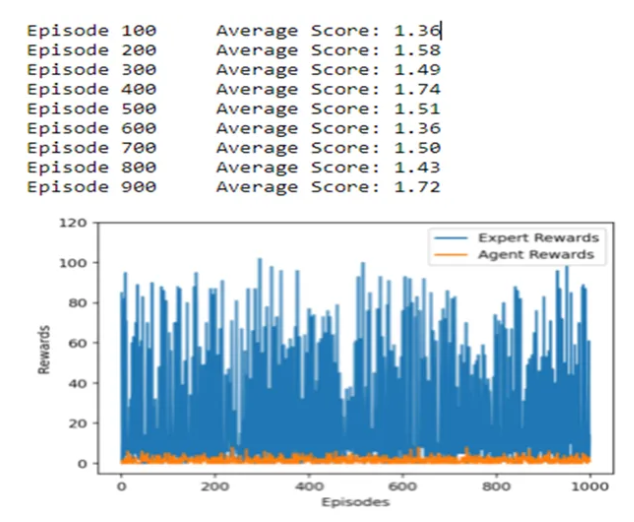 Episode 100 Average Score: 1.36
Episode 200 Average Score: 1.58
Episode 300 Average Score: 1.49
Episode 400 Average Score: 1.74
Episode 500 Average Score: 1.51
Episode 600 Average Score: 1.36
Episode 700 Average Score: 1.50
Episode 800 Average Score: 1.43
Episode 900 Average Score: 1.72
120
100
80
60
40
20
0
Rewards
Expert Rewards
Agent Rewards
0 200 400 600 800 1000
Episodes